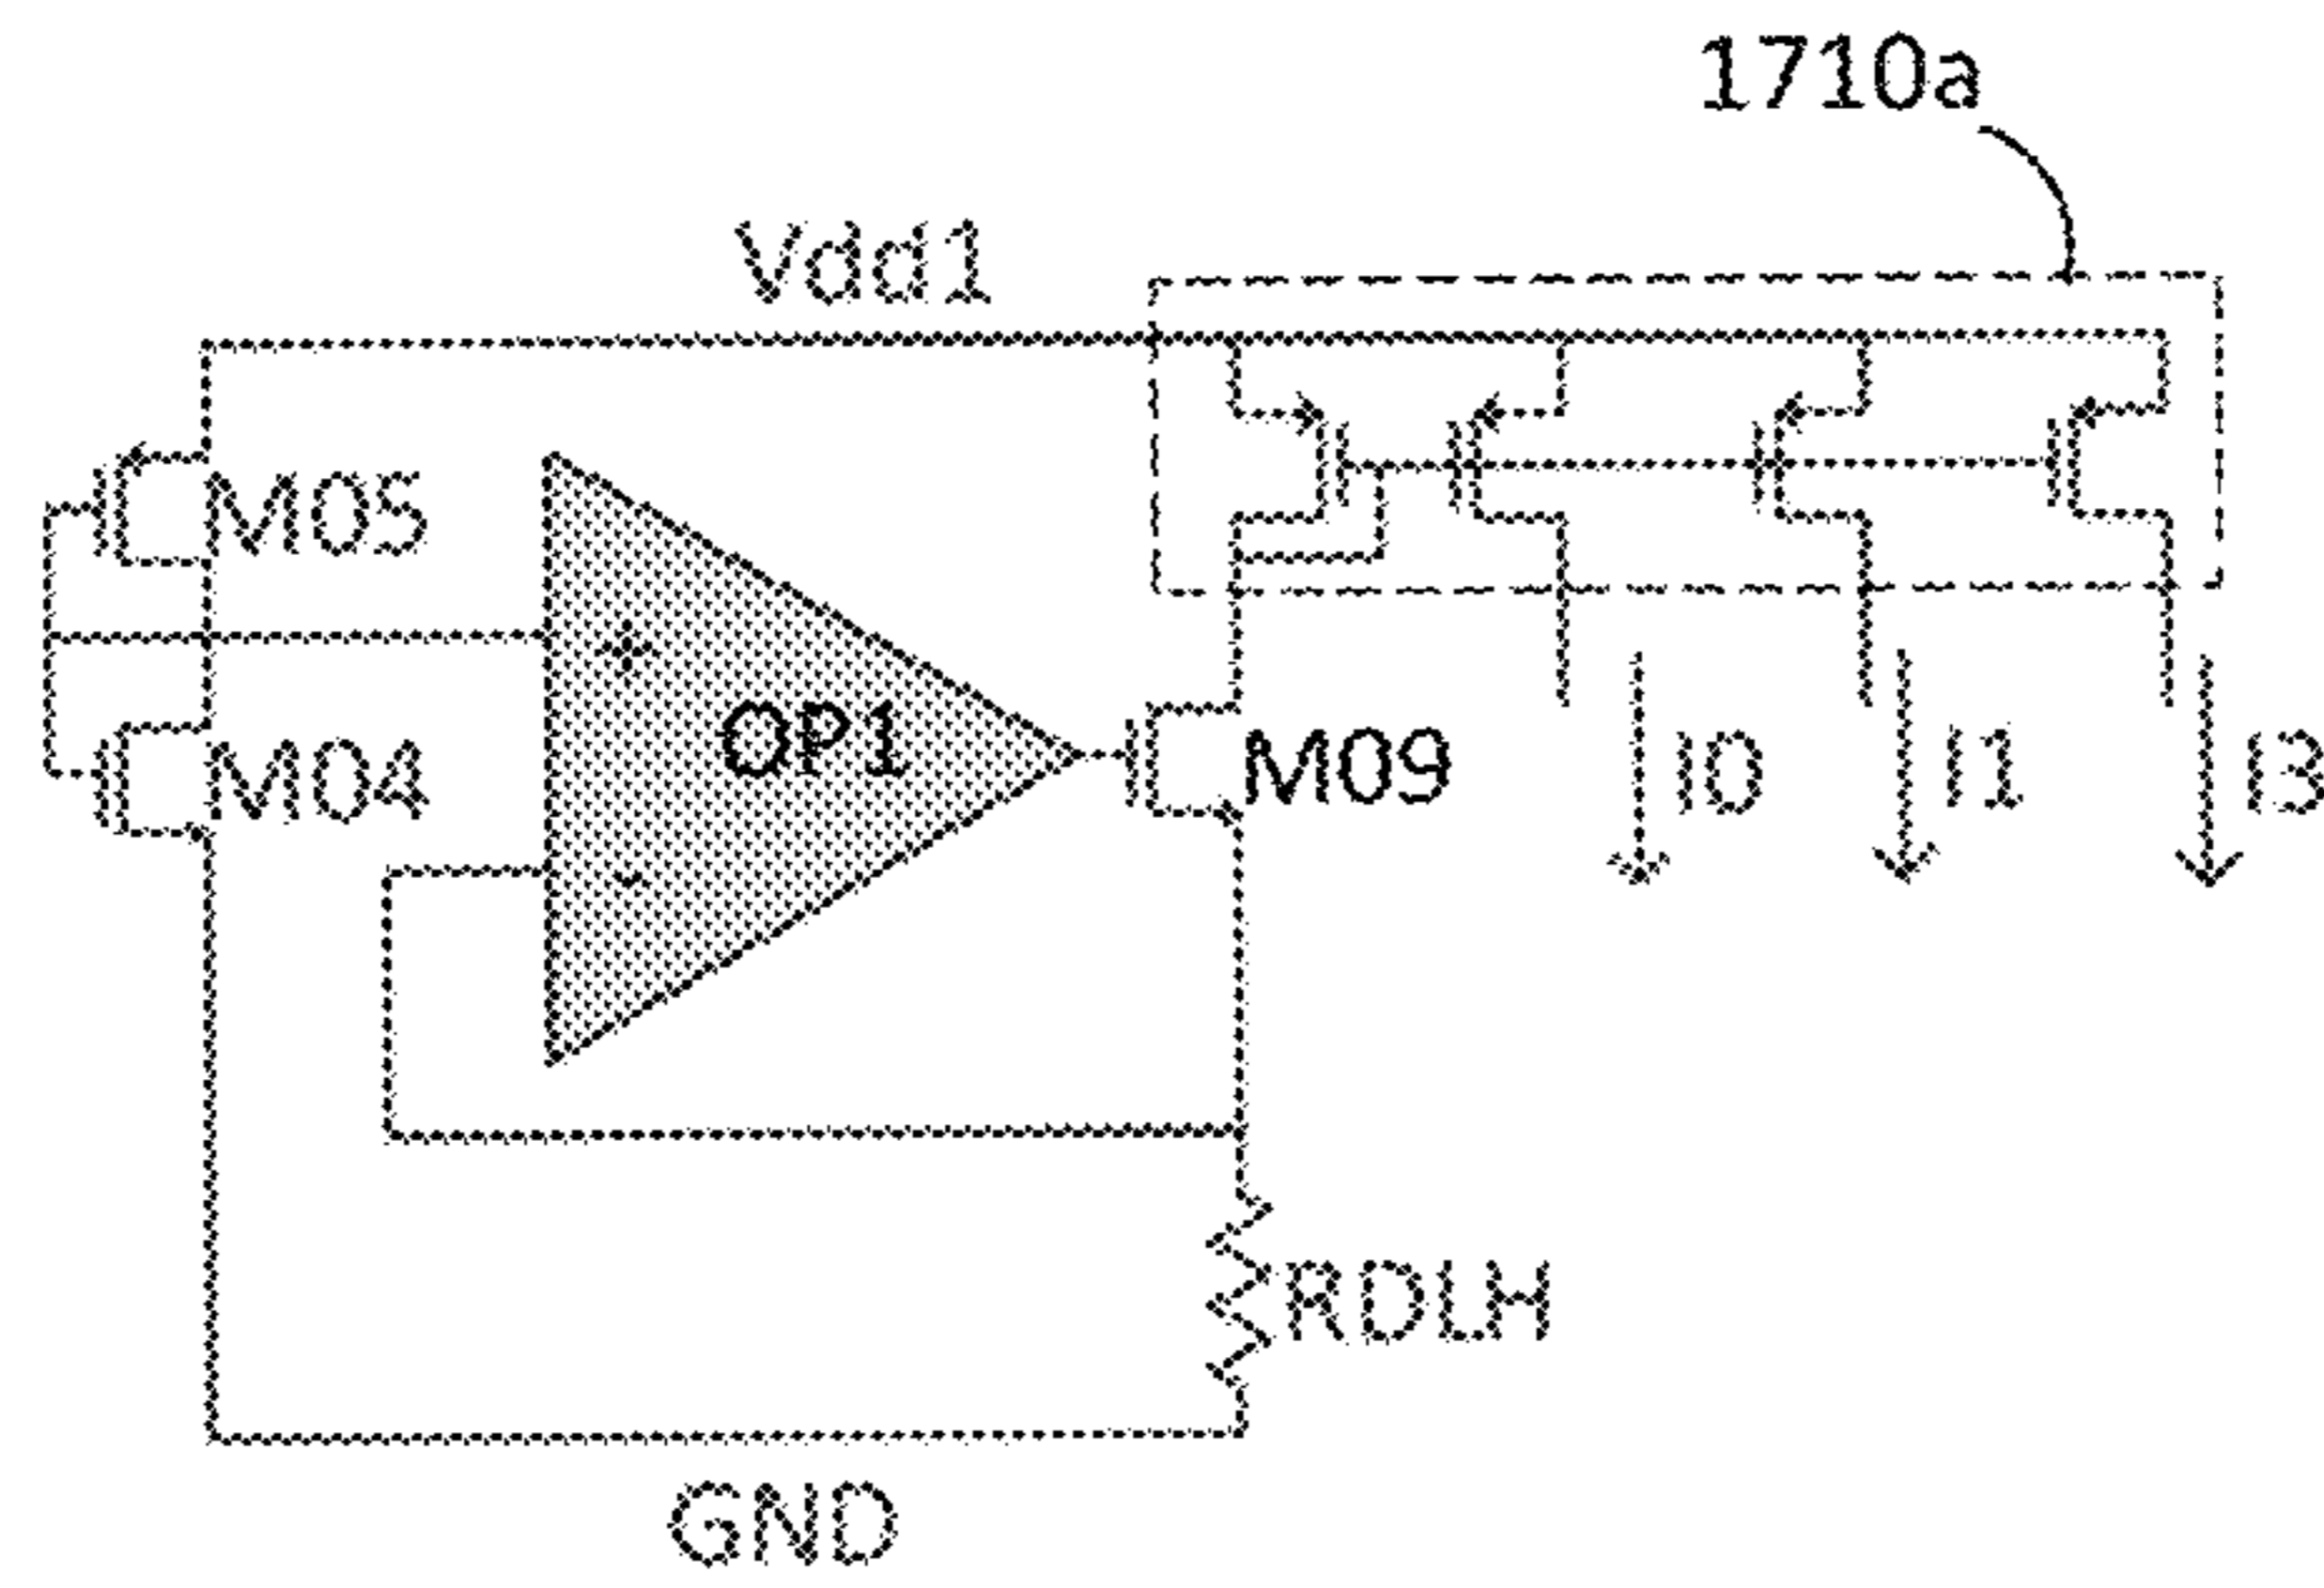 1710a
Vdd1
M05
+
OP1
M04
M09
I0
I1
I3
-
RDLH
GND